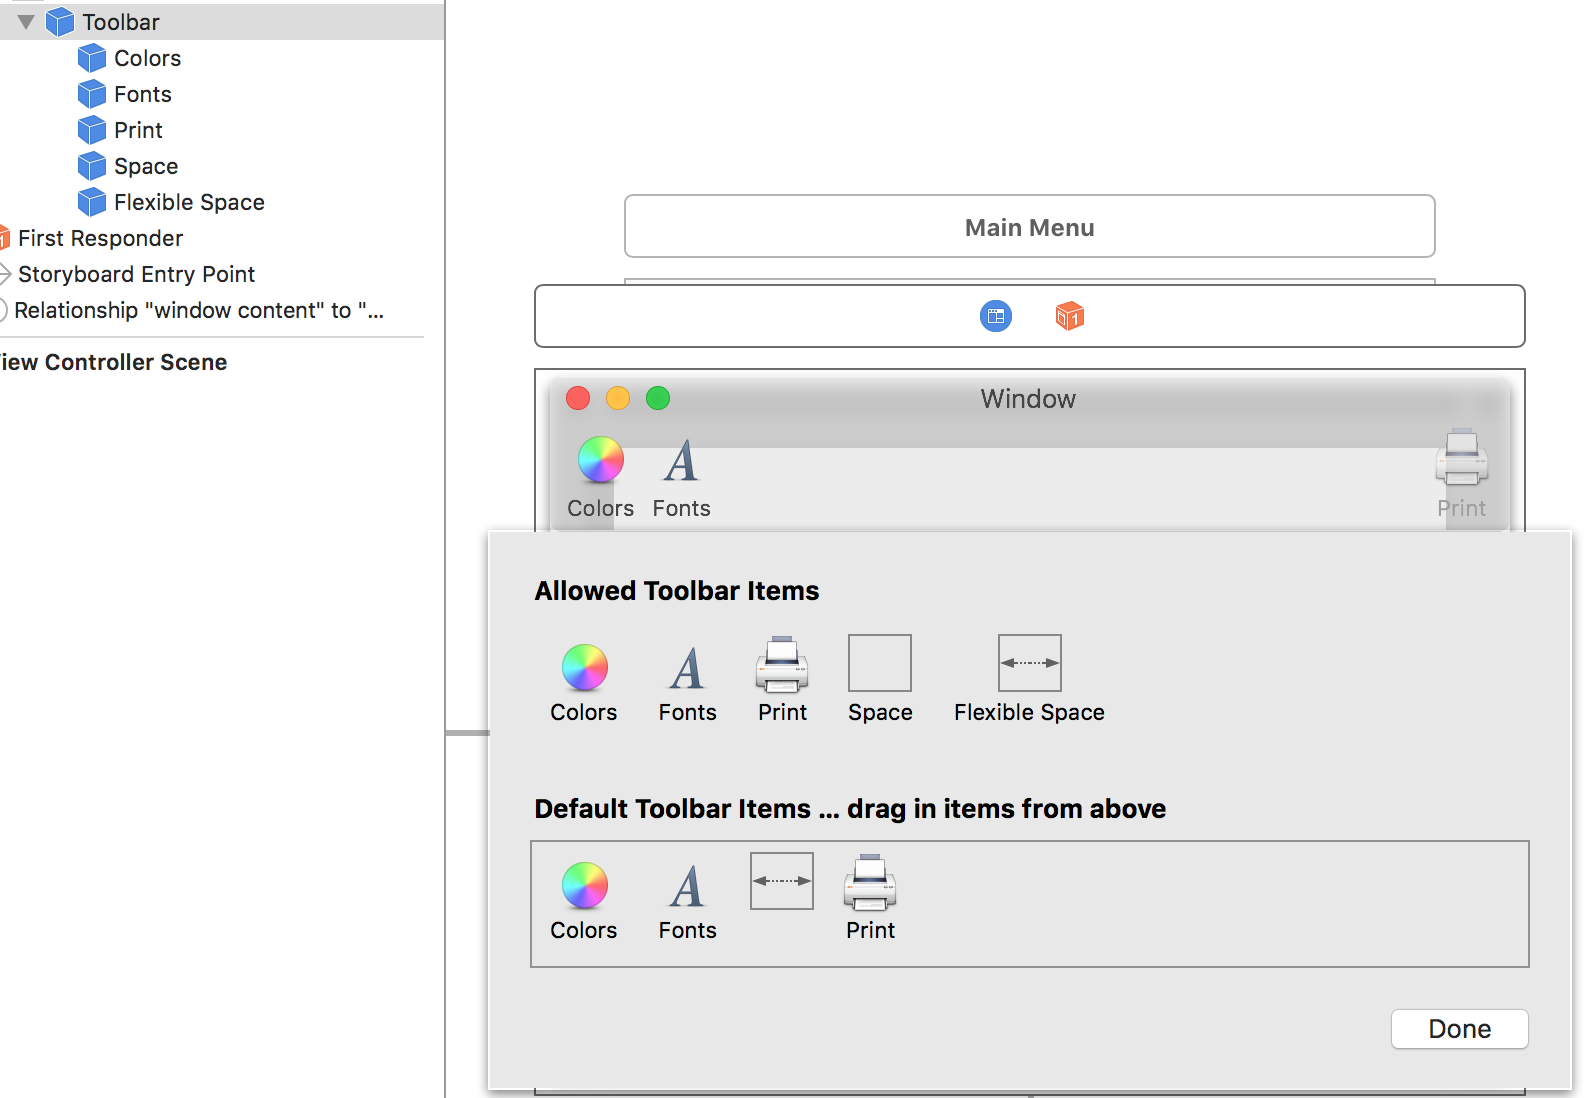 Toolbar
Colors
Fonts
Print
Space
Flexible Space
1 First Responder
Storyboard Entry Point
Relationship "window content" to "...
iew Controller Scene
Main Menu
1
Window
Colors Fonts Print
Allowed Toolbar Items
A
Colors Fonts Print Space Flexible Space
Default Toolbar Items ... drag in items from above
A
Colors Fonts Print
Done